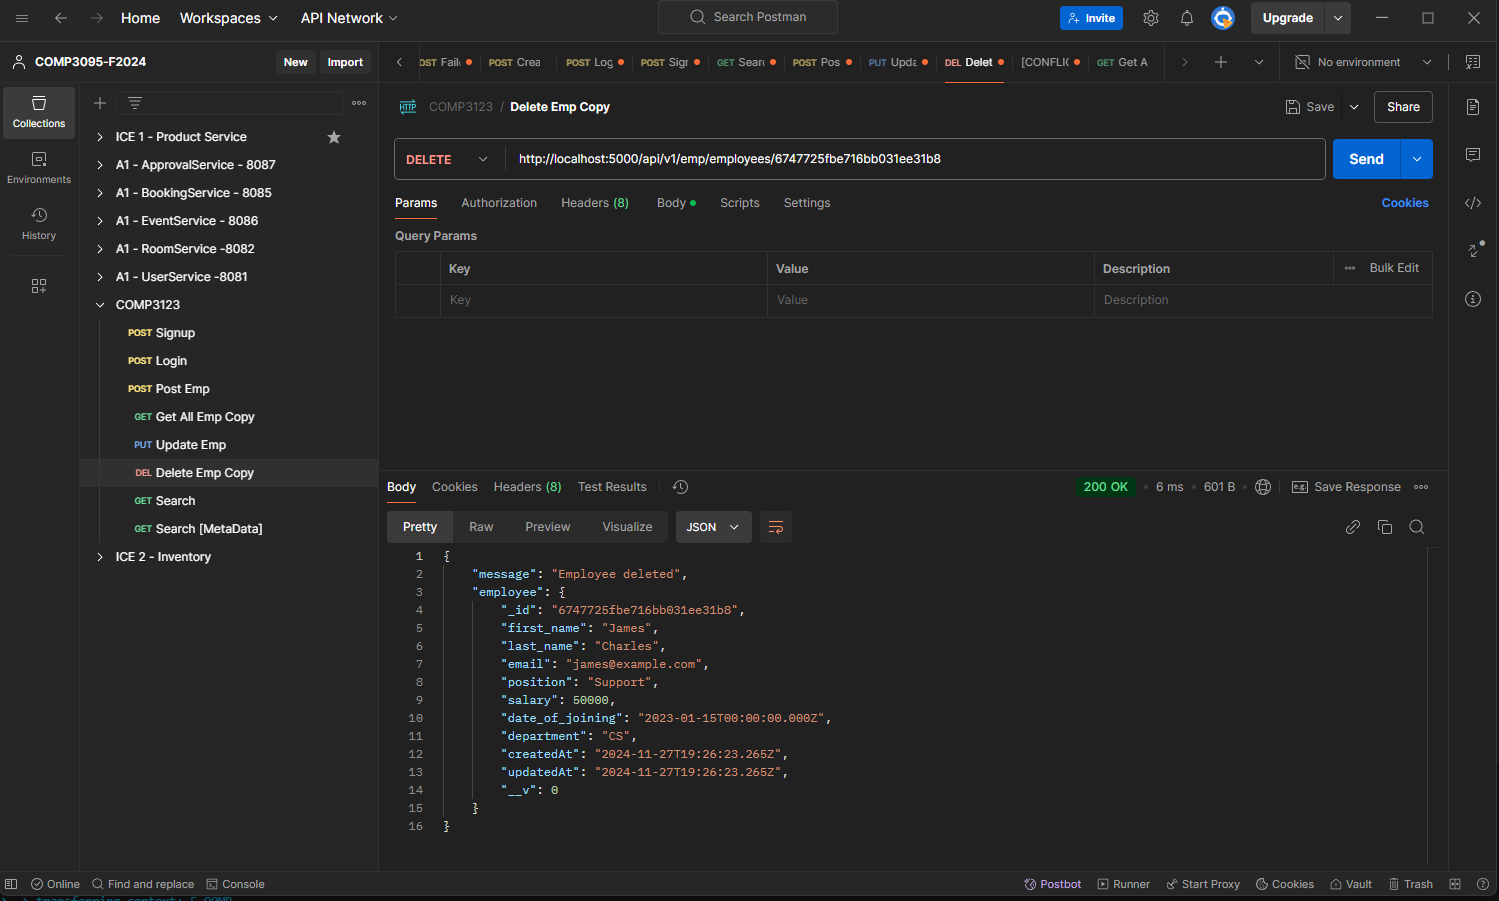 Home Workspaces API Network Search Postman Invite Upgrade
COMP3095-F2024 New Import
OST Fail POST Crea POST Log POST Sign GET Searc POST Pos PUT Upda DEL Delet [CONFLIC GET Get A No environment
Collections
Environments
History
ICE 1 - Product Service
A1 - ApprovalService - 8087
A1 - BookingService - 8085
A1 - EventService - 8086
A1 - RoomService -8082
A1 - UserService -8081
COMP3123
POST Signup
POST Login
POST Post Emp
GET Get All Emp Copy
PUT Update Emp
DEL Delete Emp Copy
GET Search
GET Search [MetaData]
ICE 2 - Inventory
HTTP COMP3123 / Delete Emp Copy Save Share
DELETE http://localhost:5000/api/v1/emp/employees/6747725fbe716bb031ee31b8 Send
Params Authorization Headers (8) Body Scripts Settings Cookies
Query Params
Key Value Description Bulk Edit
Key Value Description
Body Cookies Headers (8) Test Results 200 OK 6 ms 601 B e.g. Save Response
Pretty Raw Preview Visualize JSON
1 {
2 "message": "Employee deleted",
3 "employee": {
4 "_id": "6747725fbe716bb031ee31b8",
5 "first_name": "James",
6 "last_name": "Charles",
7 "email": "james@example.com",
8 "position": "Support",
9 "salary": 50000,
10 "date_of_joining": "2023-01-15T00:00:00.000Z",
11 "department": "CS",
12 "createdAt": "2024-11-27T19:26:23.265Z",
13 "updatedAt": "2024-11-27T19:26:23.265Z",
14 "__v": 0
15 }
16 }
Online Find and replace Console Postbot Runner Start Proxy Cookies Vault Trash